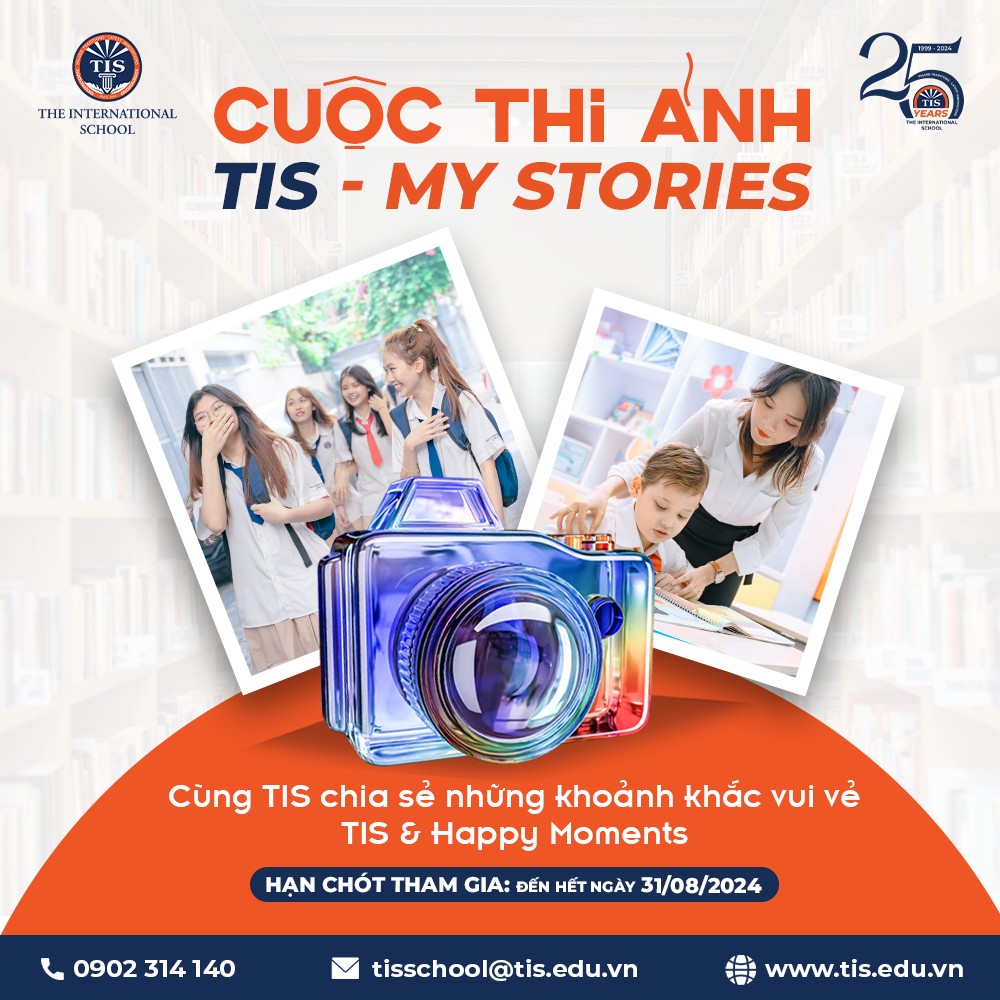 TIS
THE INTERNATIONAL
SCHOOL
1999 - 2024
25
TIS
YEARS
THE INTERNATIONAL
SCHOOL
CUỘC THI ẢNH
TIS - MY STORIES
Cùng TIS chia sẻ những khoảnh khắc vui vẻ
TIS & Happy Moments
HẠN CHÓT THAM GIA: ĐẾN HẾT NGÀY 31/08/2024
0902 314 140
tisschool@tis.edu.vn
www.tis.edu.vn